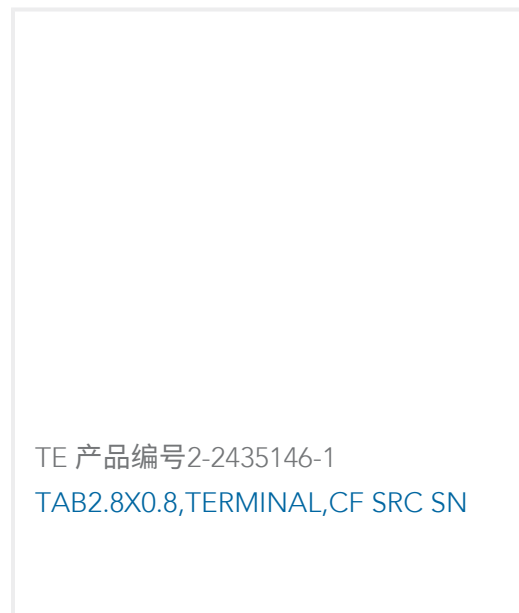 TE 产品编号2-2435146-1
TAB2.8X0.8,TERMINAL,CF SRC SN